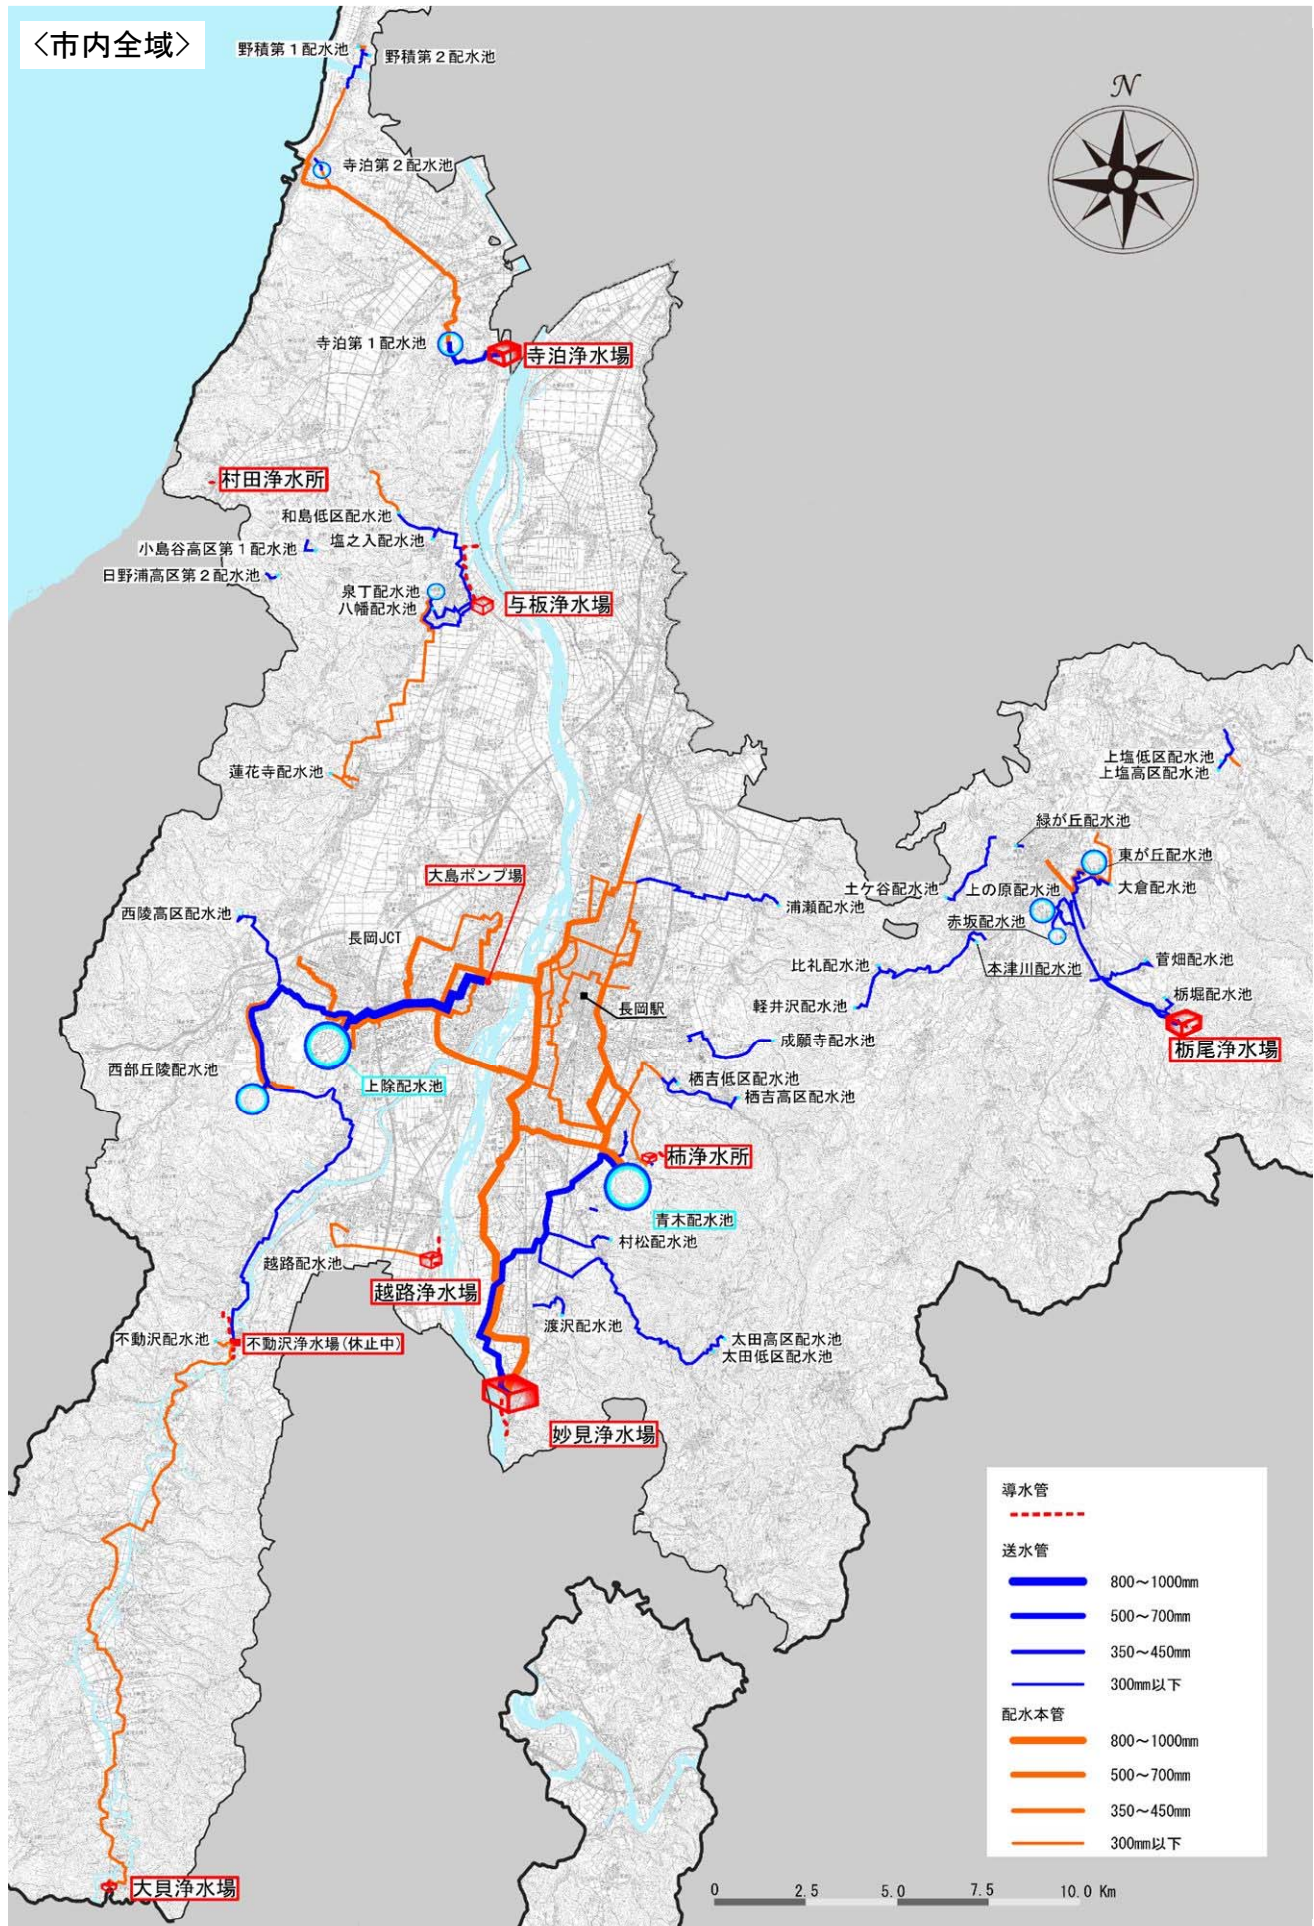 〈市内全域〉
N
野積第1配水池
野積第2配水池
寺泊第2配水池
寺泊第1配水池
寺泊浄水場
村田浄水所
和島低区配水池
塩之入配水池
小島谷高区第1配水池
日野浦高区第2配水池
泉丁配水池
八幡配水池
与板浄水場
蓮花寺配水池
上塩低区配水池
上塩高区配水池
緑が丘配水池
東が丘配水池
大島ポンプ場
土ケ谷配水池
上の原配水池
大倉配水池
西陵高区配水池
浦瀬配水池
赤坂配水池
長岡JCT
比礼配水池
本津川配水池
菅畑配水池
軽井沢配水池
栃堀配水池
長岡駅
栃尾浄水場
成願寺配水池
西部丘陵配水池
上除配水池
栖吉低区配水池
栖吉高区配水池
柿浄水所
青木配水池
村松配水池
越路配水池
越路浄水場
渡沢配水池
不動沢配水池
不動沢浄水場(休止中)
太田高区配水池
太田低区配水池
妙見浄水場
導水管
送水管
800～1000mm
500～700mm
350～450mm
300mm以下
配水本管
800～1000mm
500～700mm
350～450mm
300mm以下
大貝浄水場
0 2.5 5.0 7.5 10.0 Km